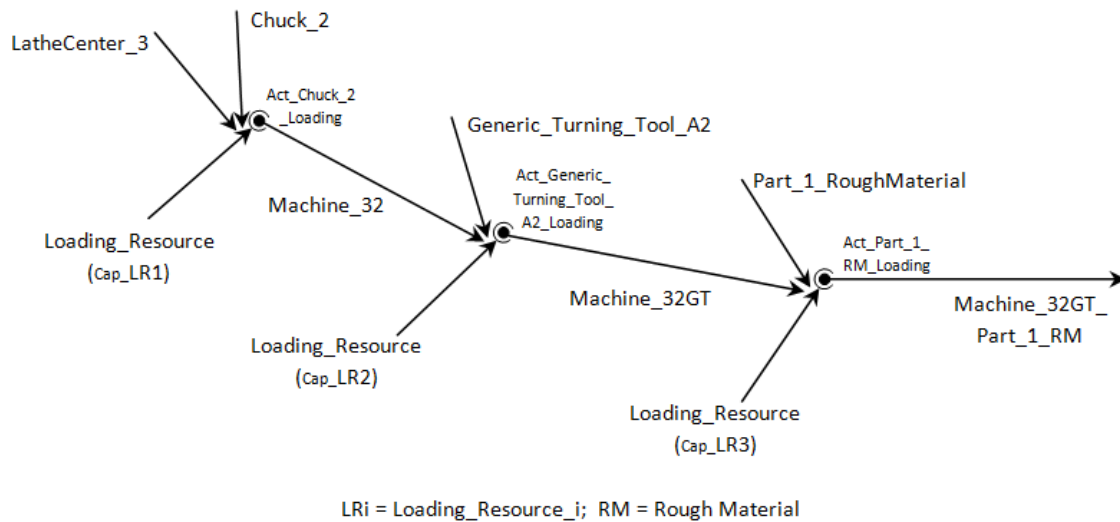 Chuck_2
LatheCenter_3
Act_Chuck_2
_Loading
Generic_Turning_Tool_A2
Act_Generic_
Turning_Tool_
A2_Loading
Part_1_RoughMaterial
Machine_32
Loading_Resource
(Cap_LR1)
Act_Part_1_
RM_Loading
Machine_32GT
Machine_32GT_
Part_1_RM
Loading_Resource
(Cap_LR2)
Loading_Resource
(Cap_LR3)
LRi = Loading_Resource_i;  RM = Rough Material